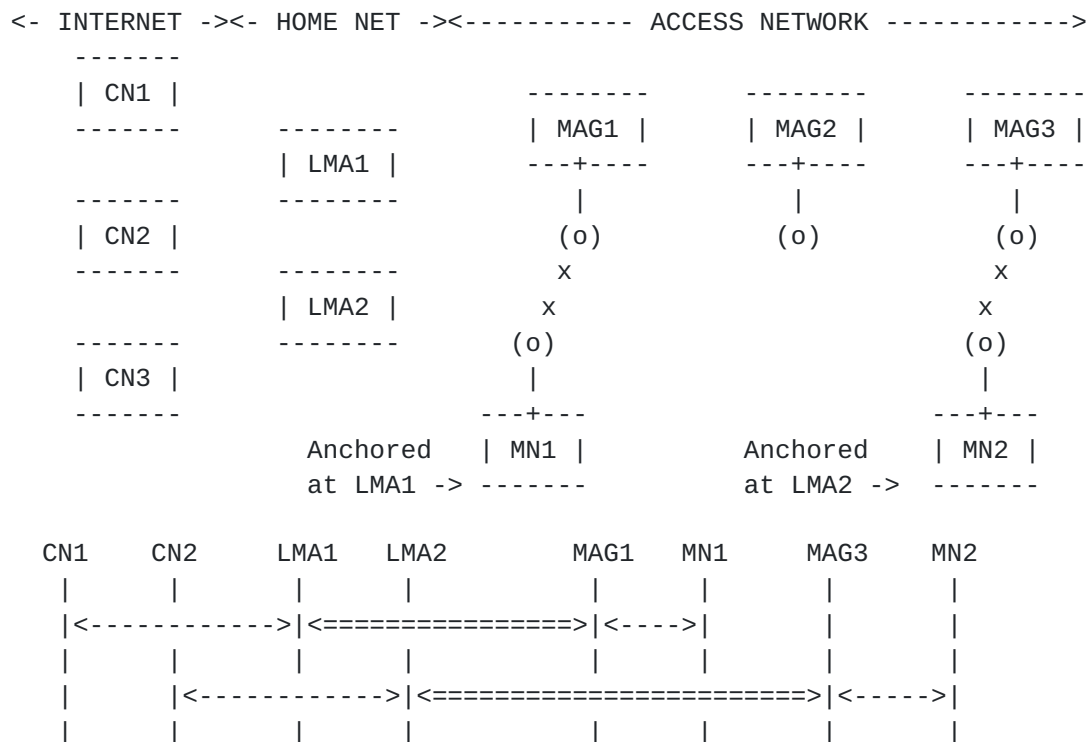 <- INTERNET -><- HOME NET -><----------- ACCESS NETWORK ------------>
    -------
    | CN1 |                      --------      --------      --------
    -------      --------        | MAG1 |      | MAG2 |      | MAG3 |
                 | LMA1 |        ---+----      ---+----      ---+----
    -------      --------           |             |             |
    | CN2 |                        (o)           (o)           (o)
    -------      --------          x                           x
                 | LMA2 |         x                           x
    -------      --------       (o)                          (o)
    | CN3 |                      |                            |
    -------                   ---+---                      ---+---
                   Anchored   | MN1 |          Anchored    | MN2 |
                   at LMA1 -> -------          at LMA2 ->  -------

  CN1    CN2     LMA1   LMA2        MAG1   MN1     MAG3    MN2
   |      |       |      |           |      |       |       |
   |<------------>|<================>|<---->|       |       |
   |      |       |      |           |      |       |       |
   |      |<------------>|<========================>|<----->|
   |      |       |      |           |      |       |       |